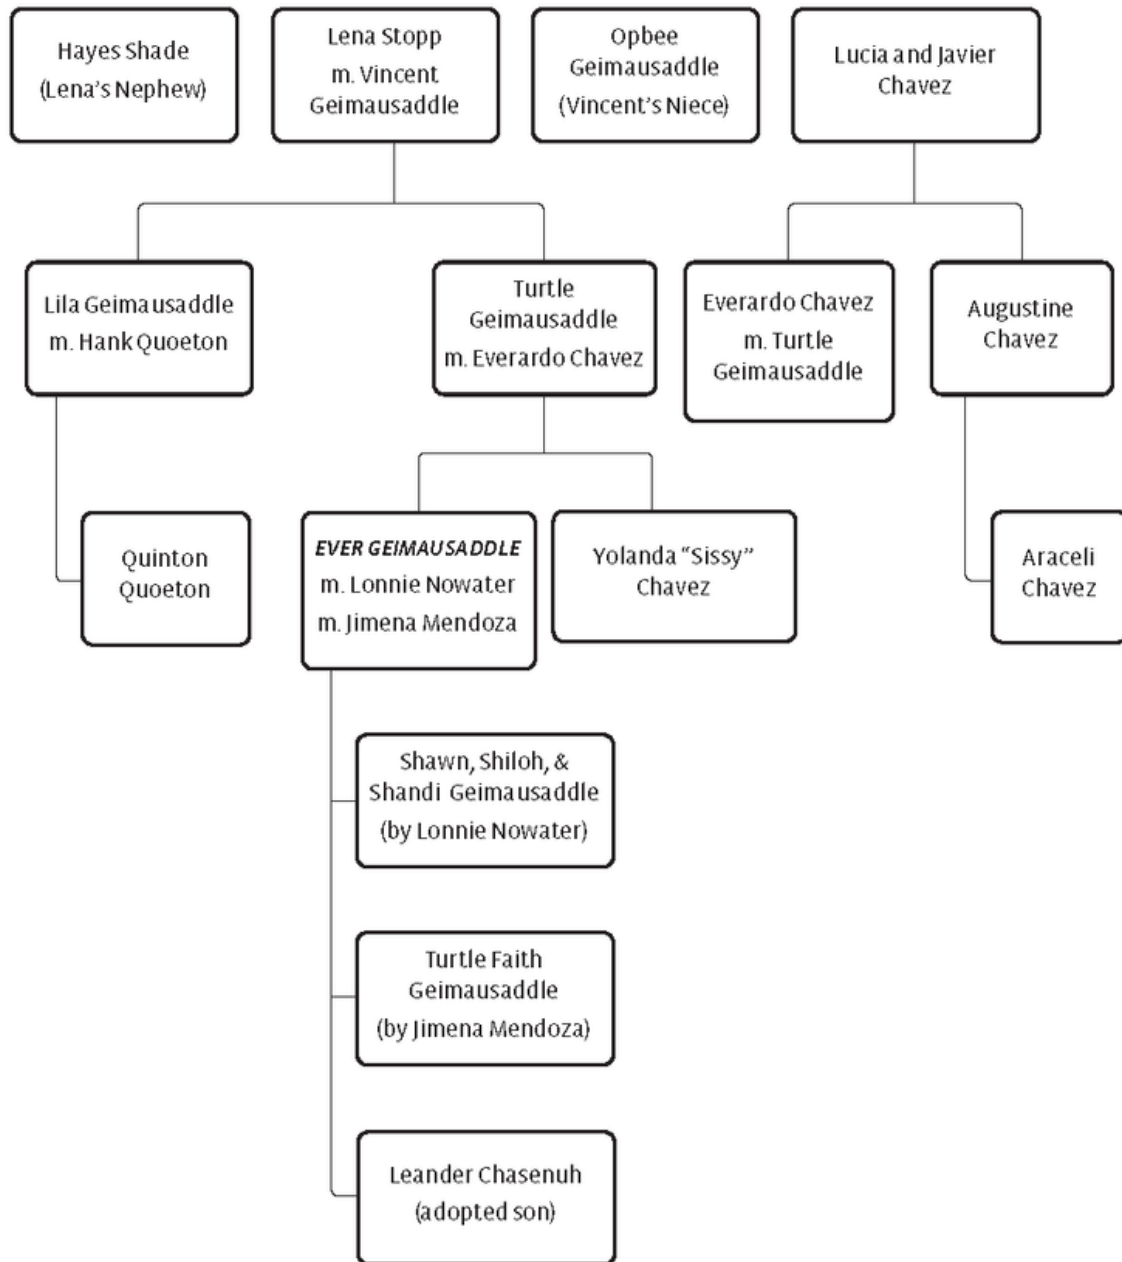 Hayes Shade
(Lena's Nephew)
Lena Stopp
m. Vincent
Geimausaddle
Opbee
Geimausaddle
(Vincent's Niece)
Lucia and Javier
Chavez
Lila Geimausaddle
m. Hank Quoeton
Turtle
Geimausaddle
m. Everardo Chavez
Everardo Chavez
m. Turtle
Geimausaddle
Augustine
Chavez
Quinton
Quoeton
EVER GEIMAUSADDLE
m. Lonnie Nowater
m. Jimena Mendoza
Yolanda “Sissy”
Chavez
Araceli
Chavez
Shawn, Shiloh, &
Shandi Geimausaddle
(by Lonnie Nowater)
Turtle Faith
Geimausaddle
(by Jimena Mendoza)
Leander Chasenuh
(adopted son)